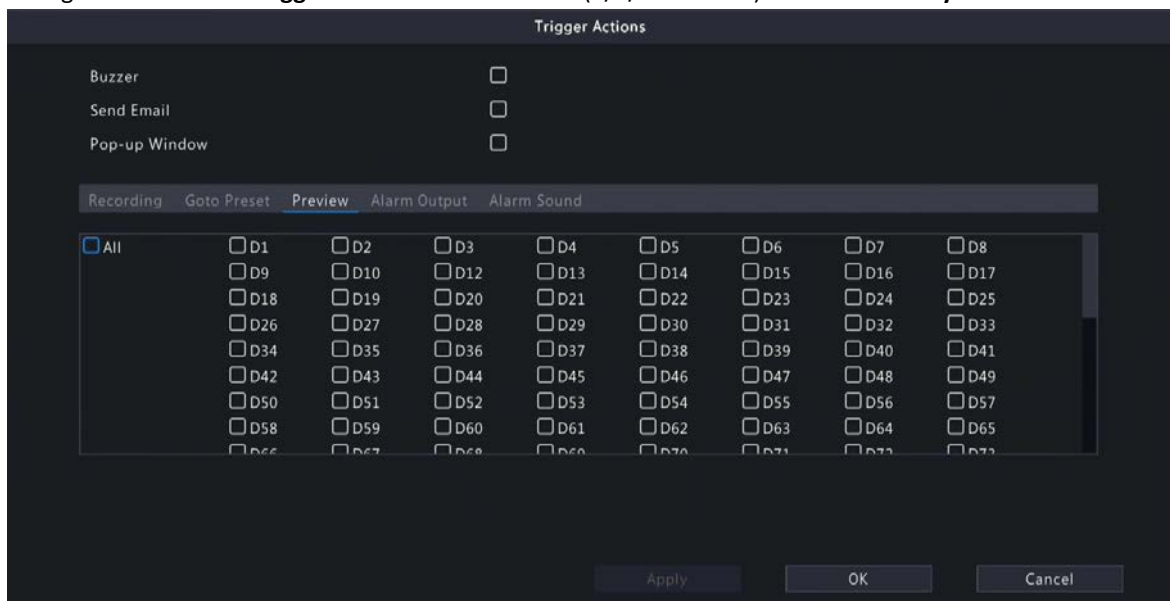 Trigger Actions
Buzzer
Send Email
Pop-up Window
Recording Goto Preset Preview Alarm Output Alarm Sound
All D1 D2 D3 D4 D5 D6 D7 D8
D9 D10 D12 D13 D14 D15 D16 D17
D18 D19 D20 D21 D22 D23 D24 D25
D26 D27 D28 D29 D30 D31 D32 D33
D34 D35 D36 D37 D38 D39 D40 D41
D42 D43 D44 D45 D46 D47 D48 D49
D50 D51 D52 D53 D54 D55 D56 D57
D58 D59 D60 D61 D62 D63 D64 D65
Apply OK Cancel